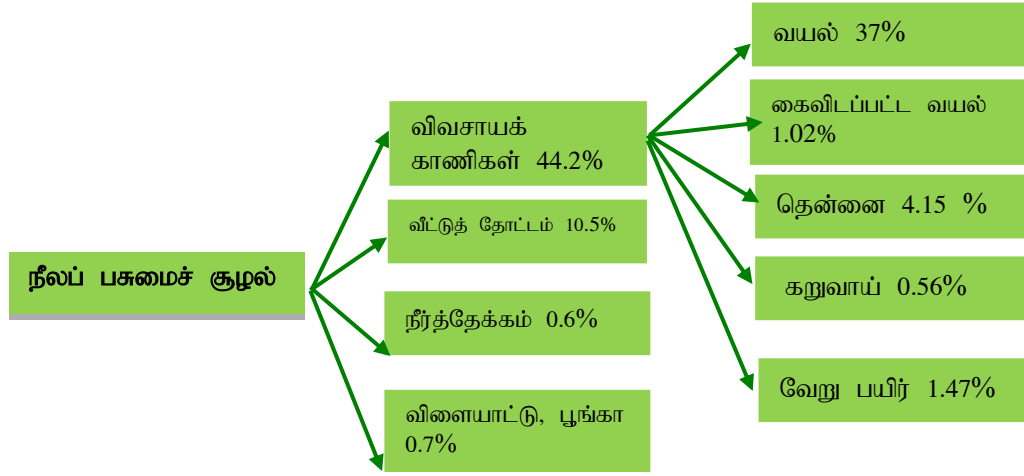 நீலப் பசுமைச் சூழல்
விவசாயக்
காணிகள் 44.2%
வீட்டுத் தோட்டம் 10.5%
நீர்த்தேக்கம் 0.6%
விளையாட்டு, பூங்கா
0.7%
வயல் 37%
கைவிடப்பட்ட வயல்
1.02%
தென்னை 4.15 %
கறுவாய் 0.56%
வேறு பயிர் 1.47%